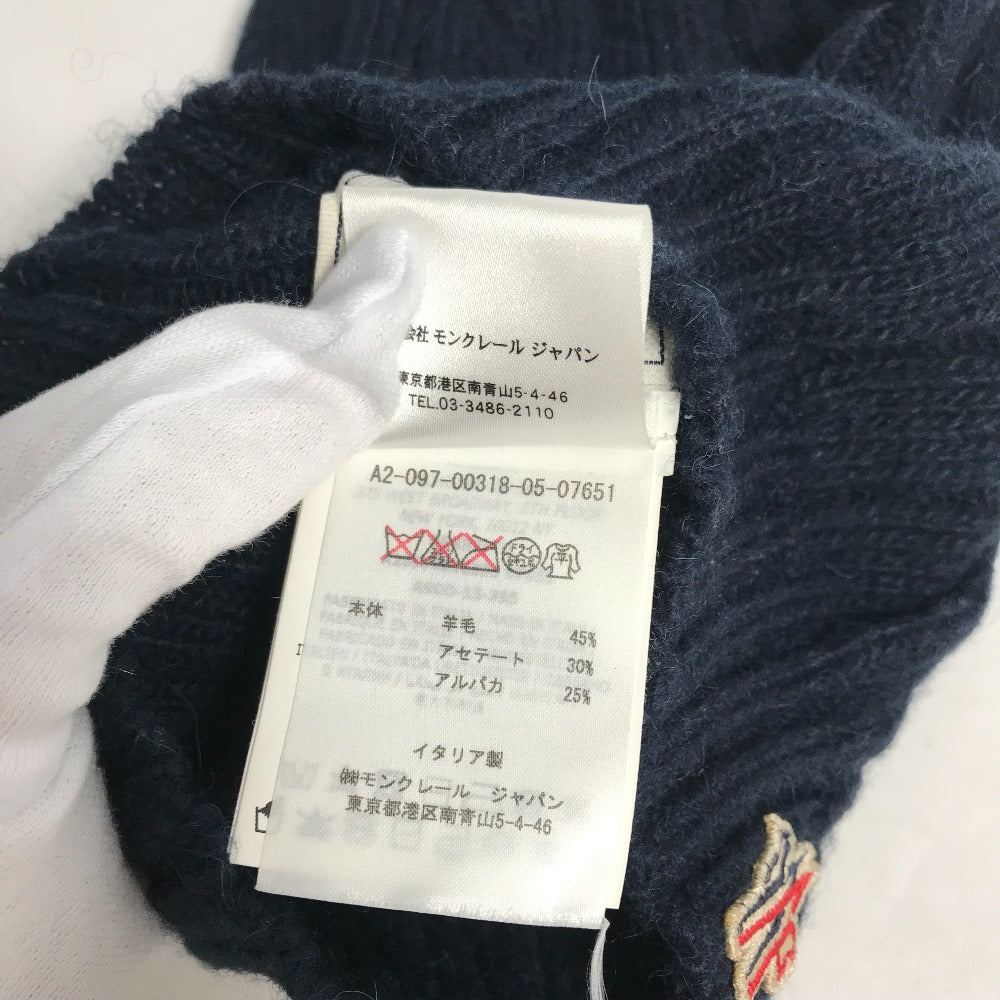 会社 モンクレール ジャパン
東京都港区南青山5-4-46
TEL.03-3486-2110
A2-097-00318-05-07651
本体 羊毛 45%
アセテート 30%
アルパカ 25%
イタリア製
㈱モンクレール ジャパン
東京都港区南青山5-4-46